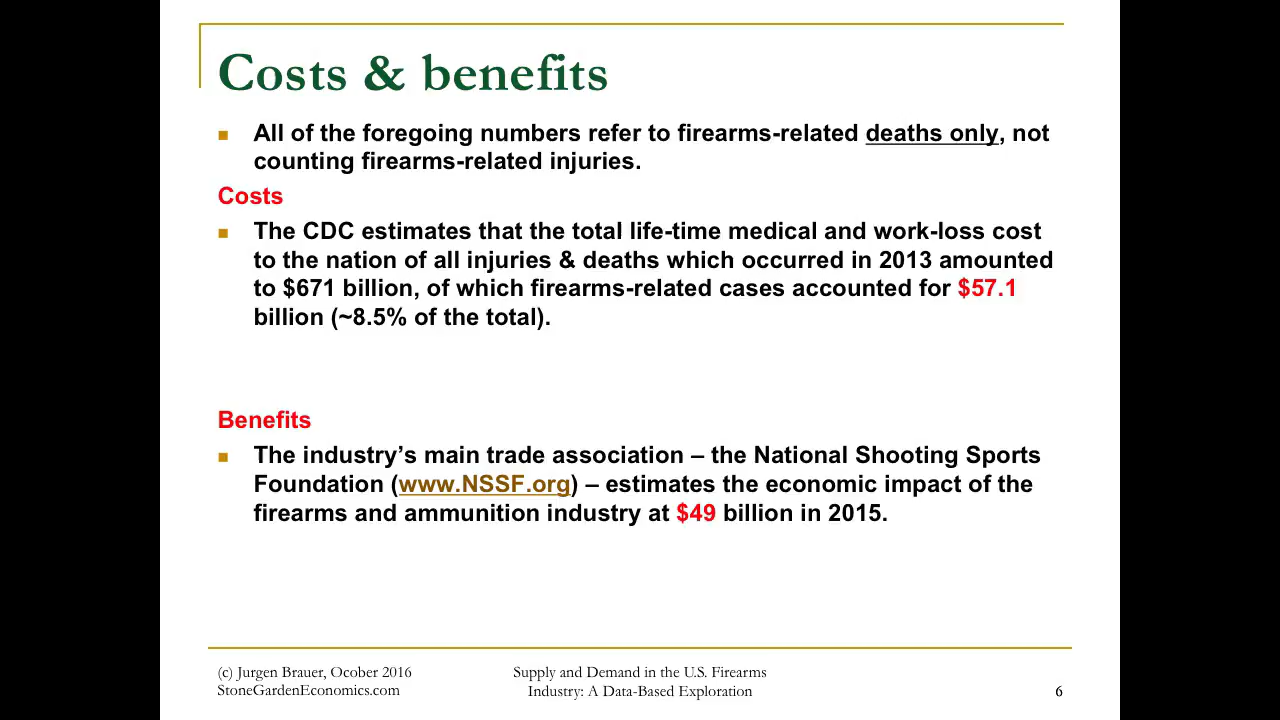 Costs & benefits
All of the foregoing numbers refer to firearms-related deaths only, not
counting firearms-related injuries.
Costs
The CDC estimates that the total life-time medical and work-loss cost
to the nation of all injuries & deaths which occurred in 2013 amounted
to $671 billion, of which firearms-related cases accounted for $57.1
billion (~8.5% of the total).
Benefits
The industry’s main trade association – the National Shooting Sports
Foundation (www.NSSF.org) – estimates the economic impact of the
firearms and ammunition industry at $49 billion in 2015.
(c) Jurgen Brauer, Ocober 2016
StoneGardenEconomics.com
Supply and Demand in the U.S. Firearms
Industry: A Data-Based Exploration
6